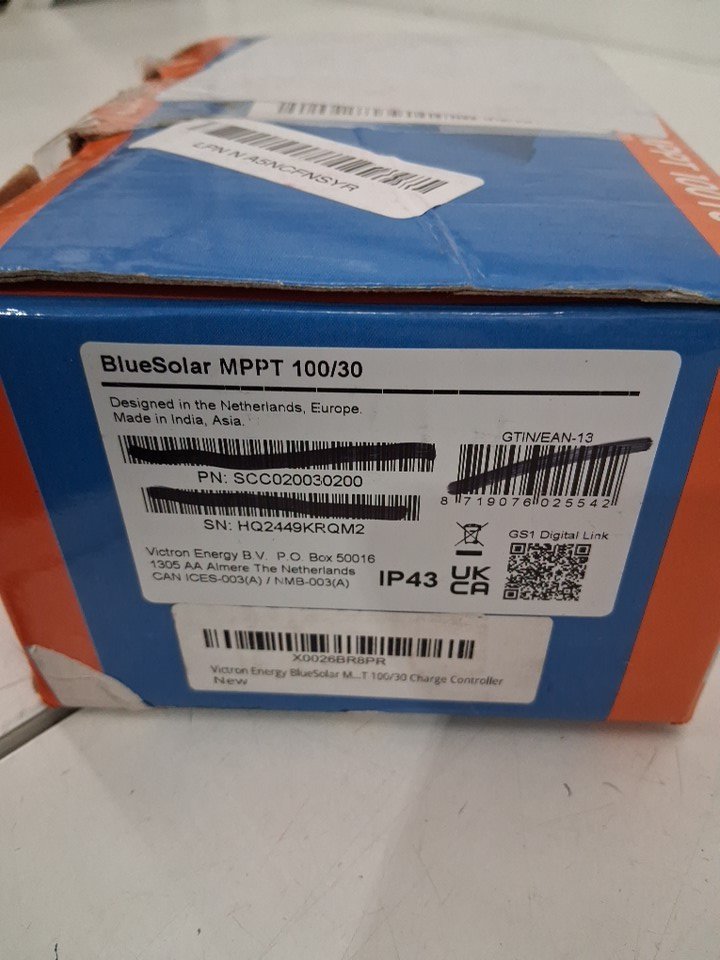 LPN N A5NCFNSYR
BlueSolar MPPT 100/30
Designed in the Netherlands, Europe.
Made in India, Asia.
GTIN/EAN-13
PN: SCC020030200
8 719076 025542
SN: HQ2449KRQM2
GS1 Digital Link
Victron Energy B.V. P.O. Box 50016
1305 AA Almere The Netherlands
CAN ICES-003(A) / NMB-003(A)
IP43
UK
CA
X0026BR8PR
Victron Energy BlueSolar M...T 100/30 Charge Controller
New